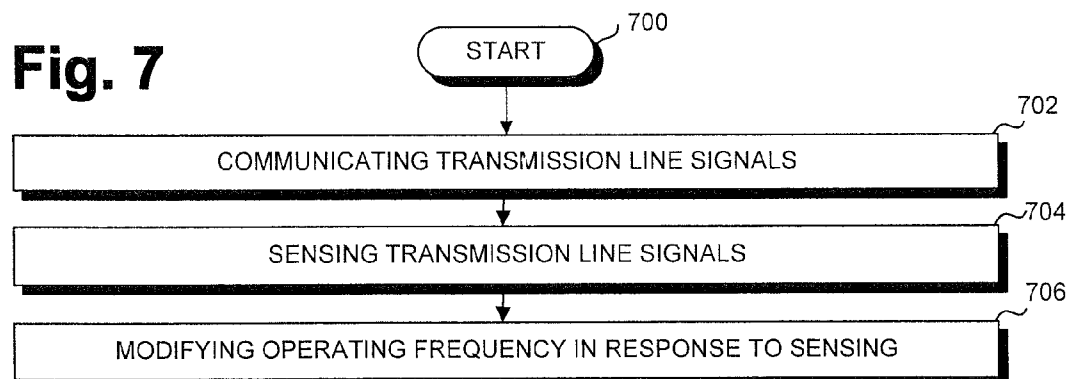 Fig. 7
START
700
702
COMMUNICATING TRANSMISSION LINE SIGNALS
704
SENSING TRANSMISSION LINE SIGNALS
706
MODIFYING OPERATING FREQUENCY IN RESPONSE TO SENSING